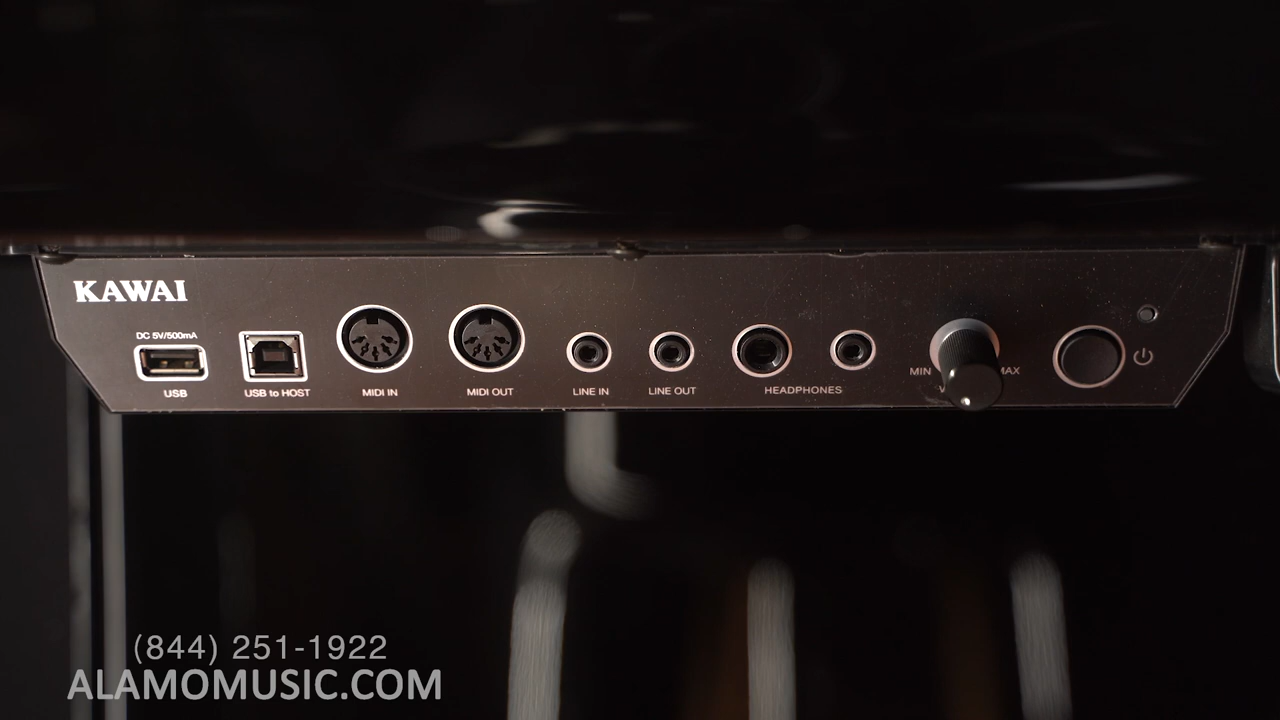 KAWAI
DC 5V/500mA
USB
USB to HOST
MIDI IN
MIDI OUT
LINE IN
LINE OUT
HEADPHONES
MIN
MAX
(844) 251-1922
ALAMOMUSIC.COM